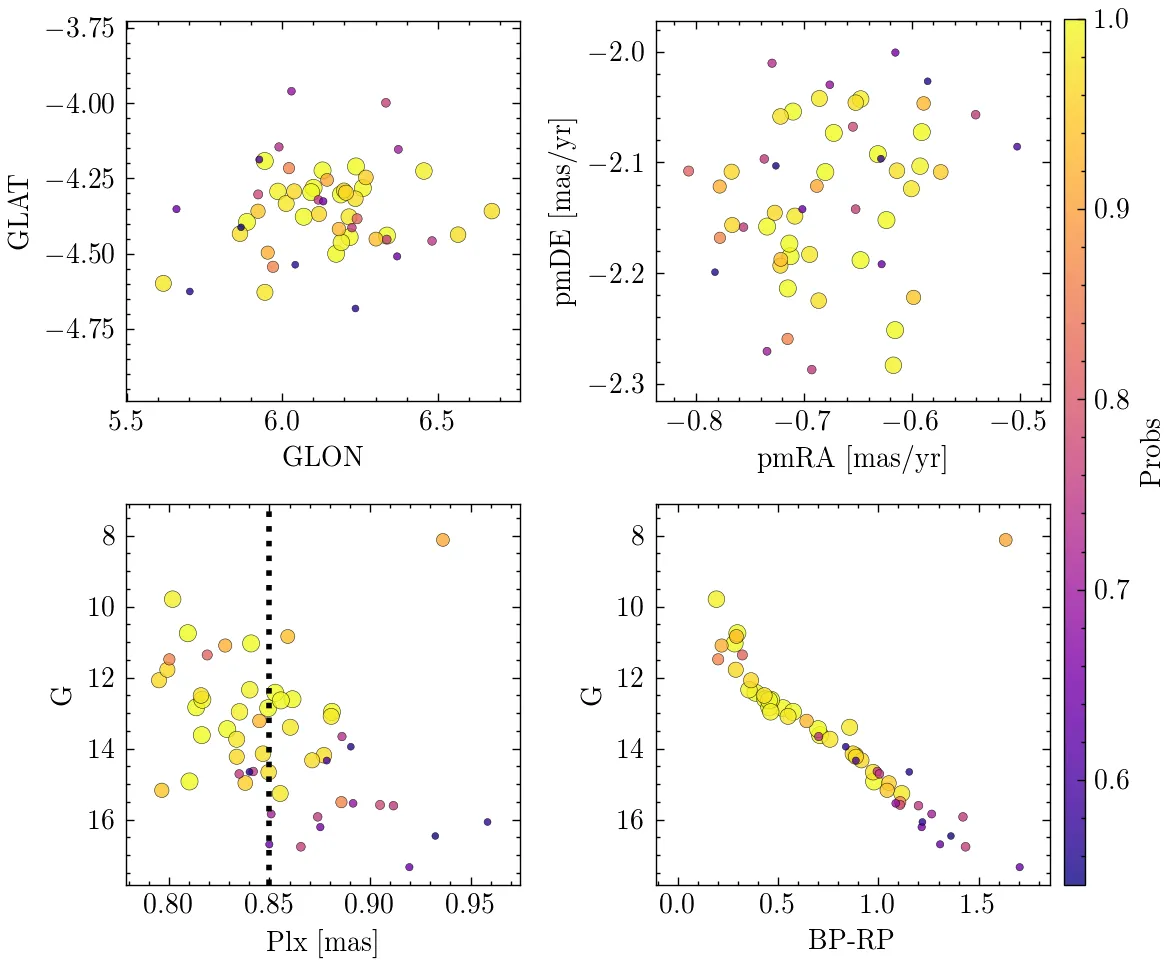 −3.75
−4.00
−4.25
−4.50
−4.75
GLAT
5.5 6.0 6.5
GLON
−2.0
−2.1
−2.2
−2.3
pmDE [mas/yr]
−0.8 −0.7 −0.6 −0.5
pmRA [mas/yr]
8
10
12
14
16
G
0.80 0.85 0.90 0.95
Plx [mas]
8
10
12
14
16
G
0.0 0.5 1.0 1.5
BP-RP
1.0
0.9
0.8
0.7
0.6
Probs